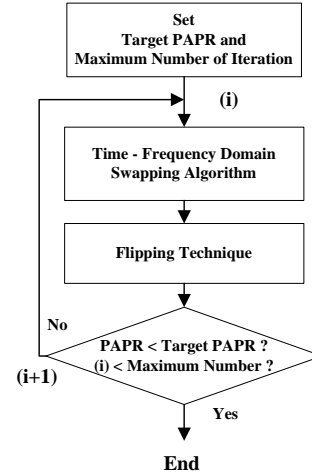 Set
Target PAPR and
Maximum Number of Iteration
(i)
Time - Frequency Domain
Swapping Algorithm
Flipping Technique
No
PAPR < Target PAPR ?
(i) < Maximum Number ?
(i+1)
Yes
End